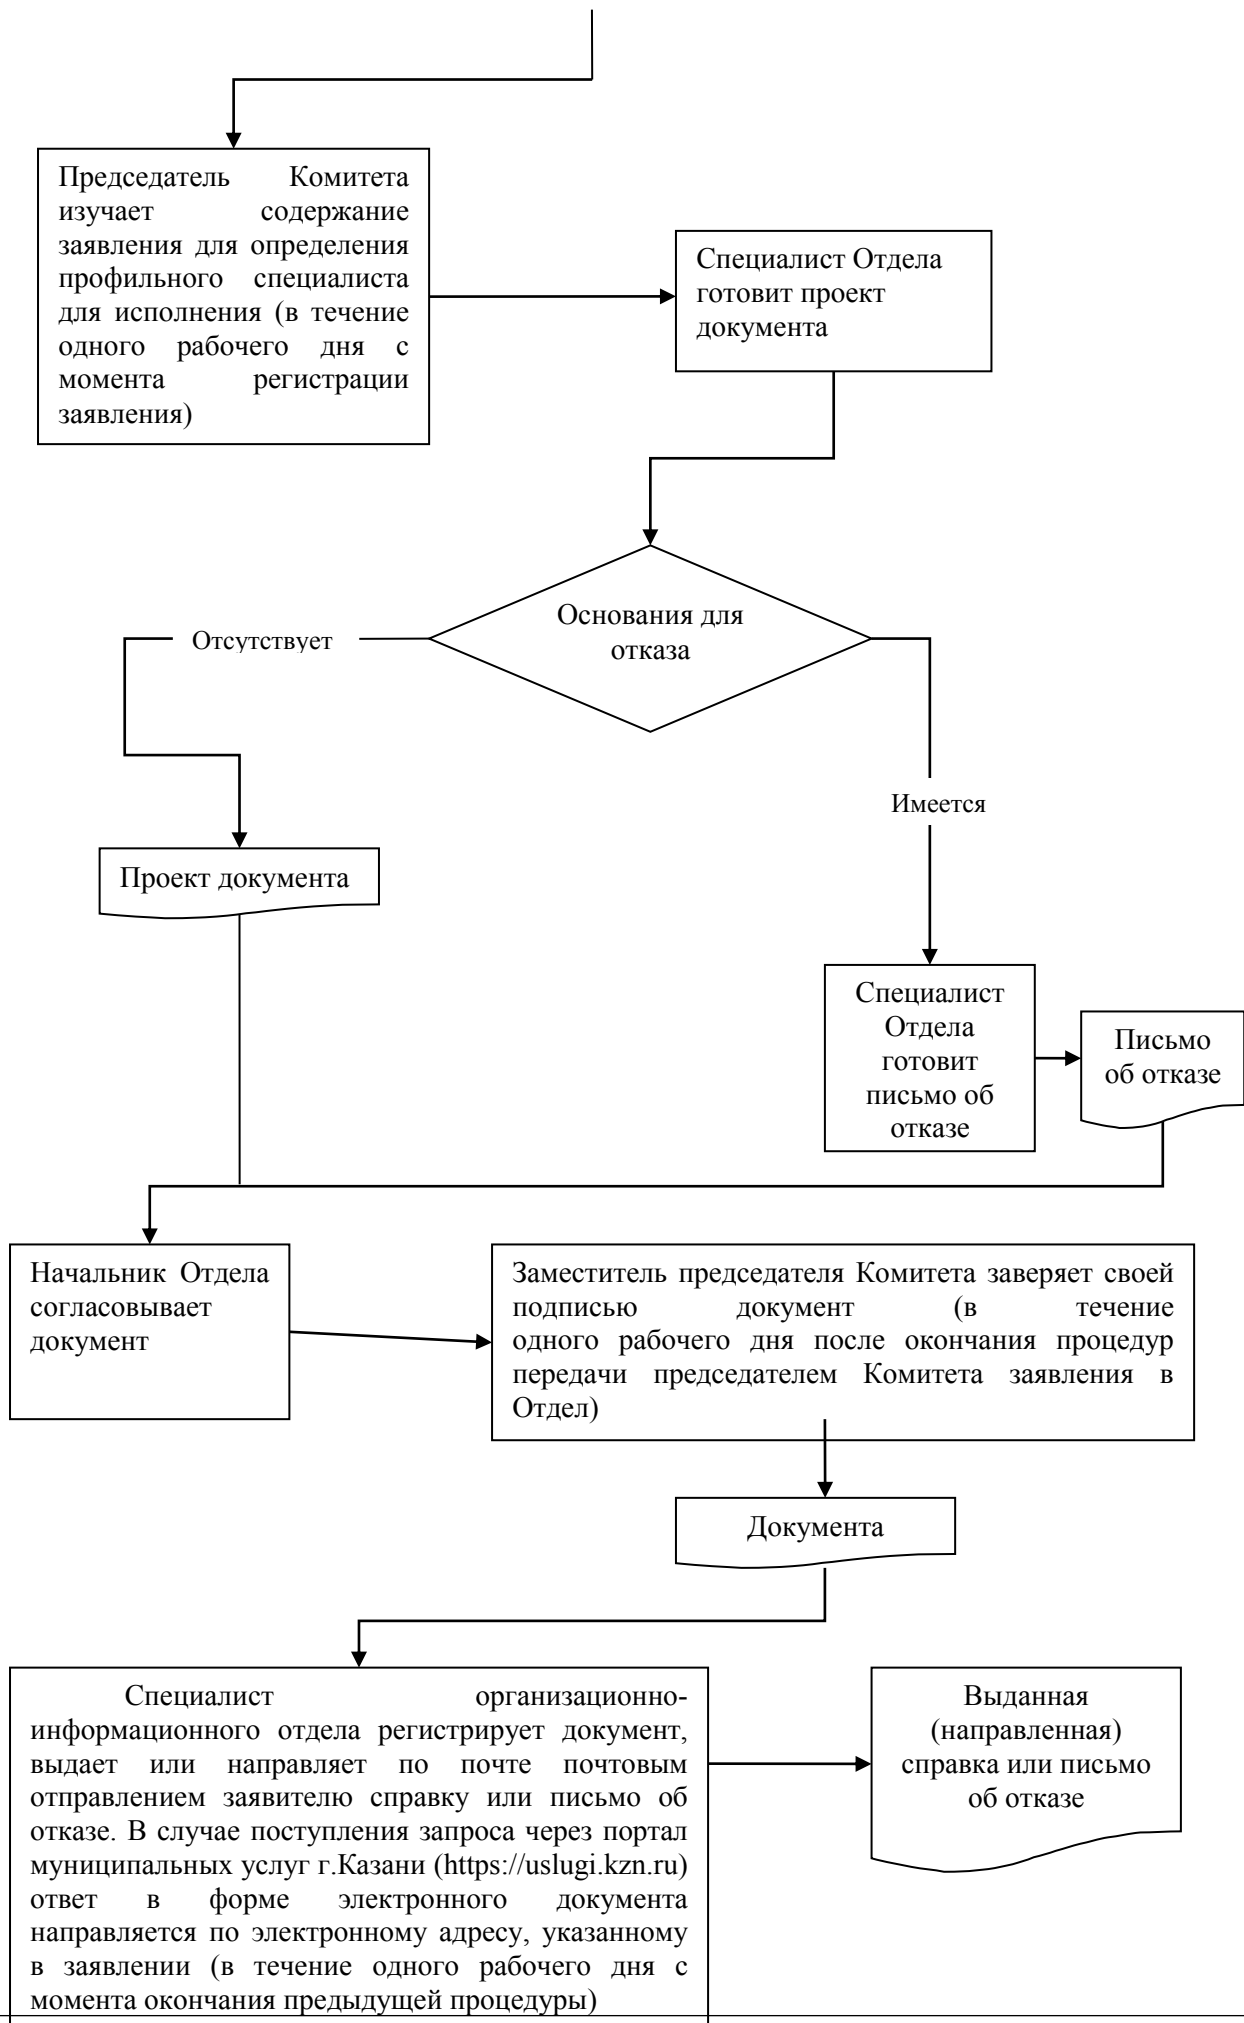 Председатель Комитета
изучает содержание
заявления для определения
профильного специалиста
для исполнения (в течение
одного рабочего дня с
момента регистрации
заявления)
Специалист Отдела
готовит проект
документа
Основания для
отказа
Отсутствует
Имеется
Проект документа
Специалист
Отдела
готовит
письмо об
отказе
Письмо
об отказе
Начальник Отдела
согласовывает
документ
Заместитель председателя Комитета заверяет своей
подписью документ (в течение
одного рабочего дня после окончания процедур
передачи председателем Комитета заявления в
Отдел)
Документа
Специалист организационно-
информационного отдела регистрирует документ,
выдает или направляет по почте почтовым
отправлением заявителю справку или письмо об
отказе. В случае поступления запроса через портал
муниципальных услуг г.Казани (https://uslugi.kzn.ru)
ответ в форме электронного документа
направляется по электронному адресу, указанному
в заявлении (в течение одного рабочего дня с
момента окончания предыдущей процедуры)
Выданная
(направленная)
справка или письмо
об отказе